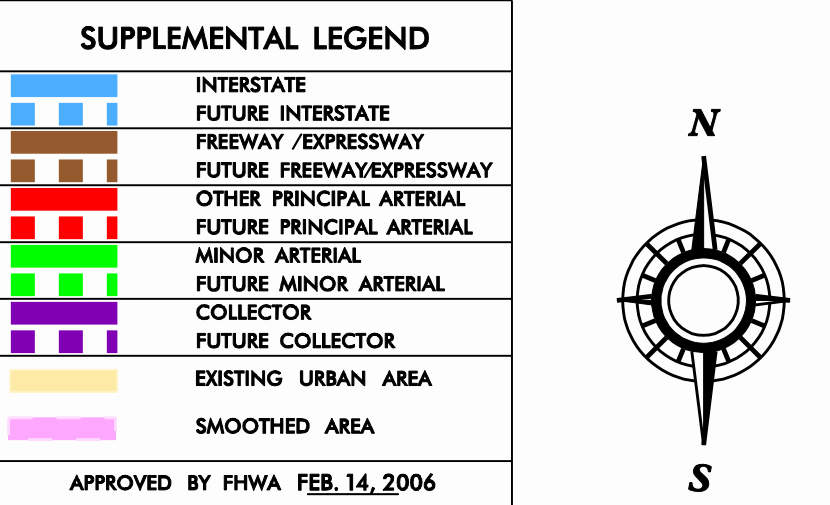 SUPPLEMENTAL LEGEND
INTERSTATE
FUTURE INTERSTATE
FREEWAY /EXPRESSWAY
FUTURE FREEWAY/EXPRESSWAY
OTHER PRINCIPAL ARTERIAL
FUTURE PRINCIPAL ARTERIAL
MINOR ARTERIAL
FUTURE MINOR ARTERIAL
COLLECTOR
FUTURE COLLECTOR
EXISTING URBAN AREA
SMOOTHED AREA
APPROVED BY FHWA FEB. 14, 2006
N
S